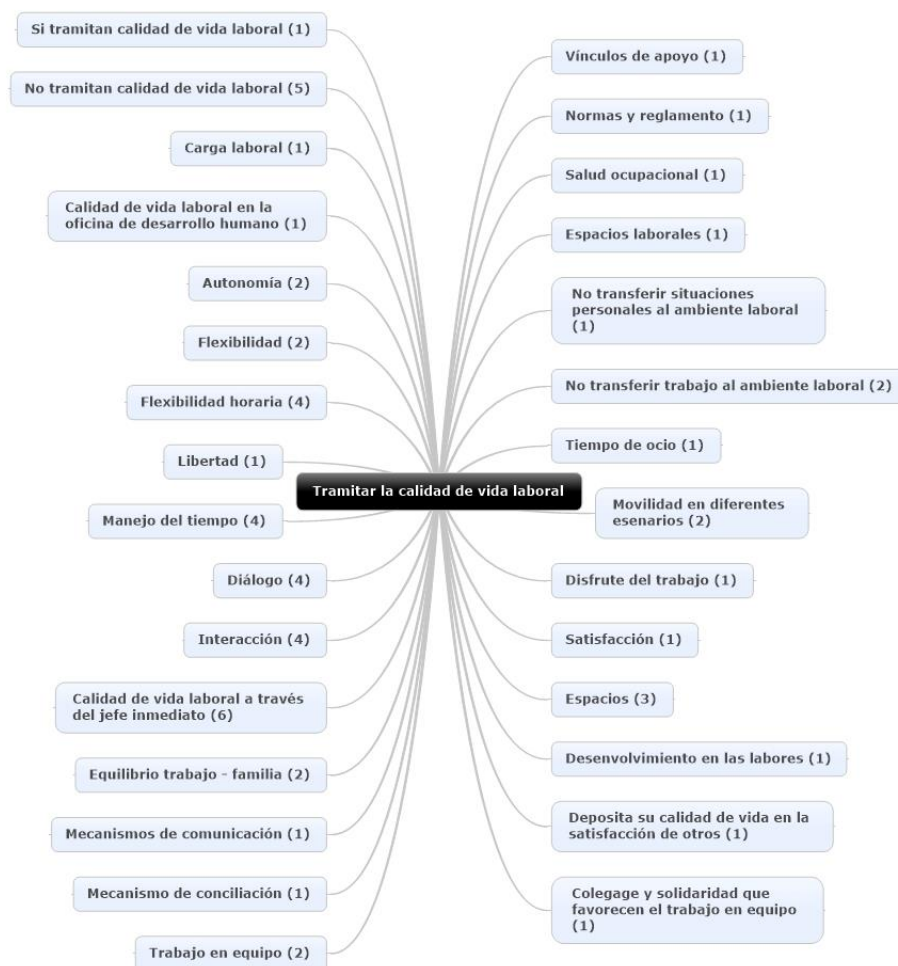 Si tramitan calidad de vida laboral (1)
No tramitan calidad de vida laboral (5)
Carga laboral (1)
Calidad de vida laboral en la
oficina de desarrollo humano (1)
Autonomía (2)
Flexibilidad (2)
Flexibilidad horaria (4)
Libertad (1)
Manejo del tiempo (4)
Diálogo (4)
Interacción (4)
Calidad de vida laboral a través
del jefe inmediato (6)
Equilibrio trabajo - familia (2)
Mecanismos de comunicación (1)
Mecanismo de conciliación (1)
Trabajo en equipo (2)
Tramitar la calidad de vida laboral
Vínculos de apoyo (1)
Normas y reglamento (1)
Salud ocupacional (1)
Espacios laborales (1)
No transferir situaciones
personales al ambiente laboral
(1)
No transferir trabajo al ambiente laboral (2)
Tiempo de ocio (1)
Movilidad en diferentes
esenarios (2)
Disfrute del trabajo (1)
Satisfacción (1)
Espacios (3)
Desenvolvimiento en las labores (1)
Deposita su calidad de vida en la
satisfacción de otros (1)
Colegage y solidaridad que
favorecen el trabajo en equipo
(1)